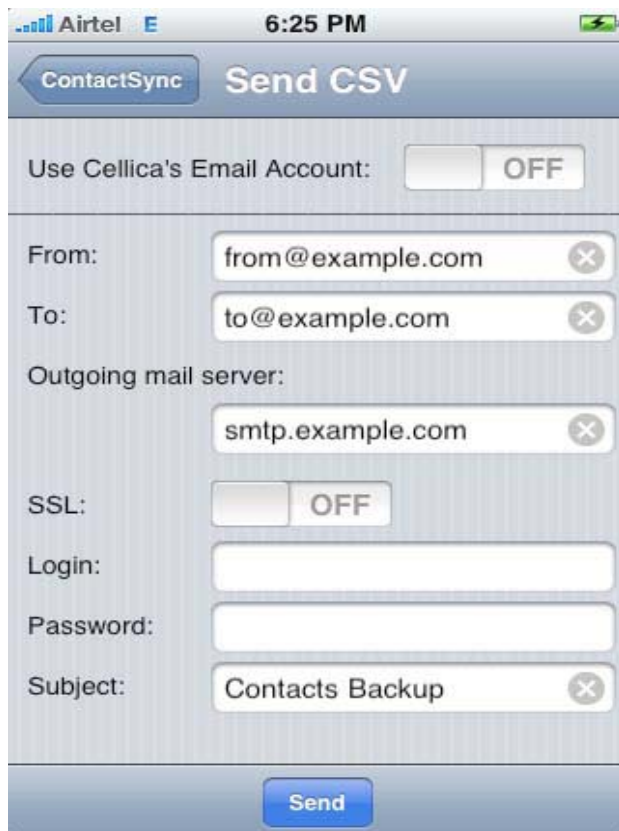 Airtel E 6:25 PM
ContactSync Send CSV
Use Cellica's Email Account: OFF
From: from@example.com
To: to@example.com
Outgoing mail server:
smtp.example.com
SSL: OFF
Login:
Password:
Subject: Contacts Backup
Send